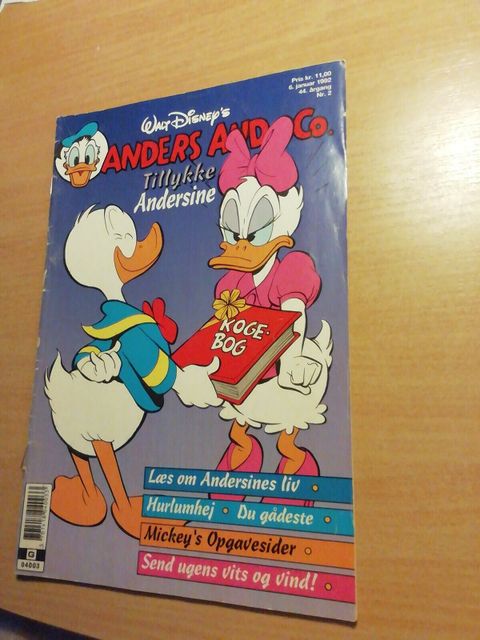 Pris kr. 11,00
6. januar 1992
44. årgang
Nr. 2
Walt Disney's
ANDERS AND & Co.
Tillykke
Andersine
KOGE-
BOG
Læs om Andersines liv
Hurlumhej • Du gådeste •
Mickey's Opgavesider •
Send ugens vits og vind! •
G
04003